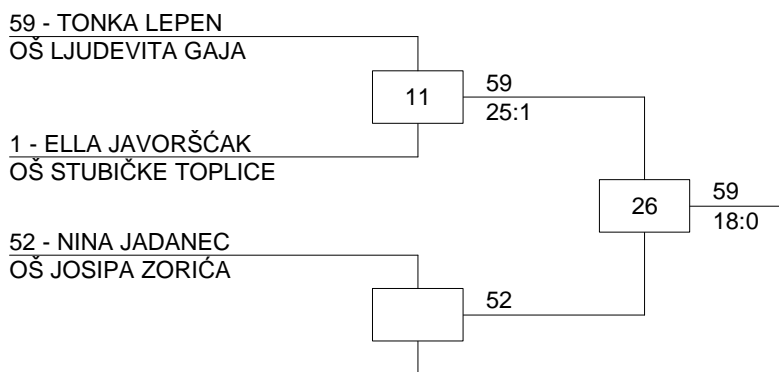 59 - TONKA LEPEN
OŠ LJUDEVITA GAJA
11
59
25:1
1 - ELLA JAVORŠĆAK
OŠ STUBIČKE TOPLICE
26
59
18:0
52 - NINA JADANEC
OŠ JOSIPA ZORIĆA
52